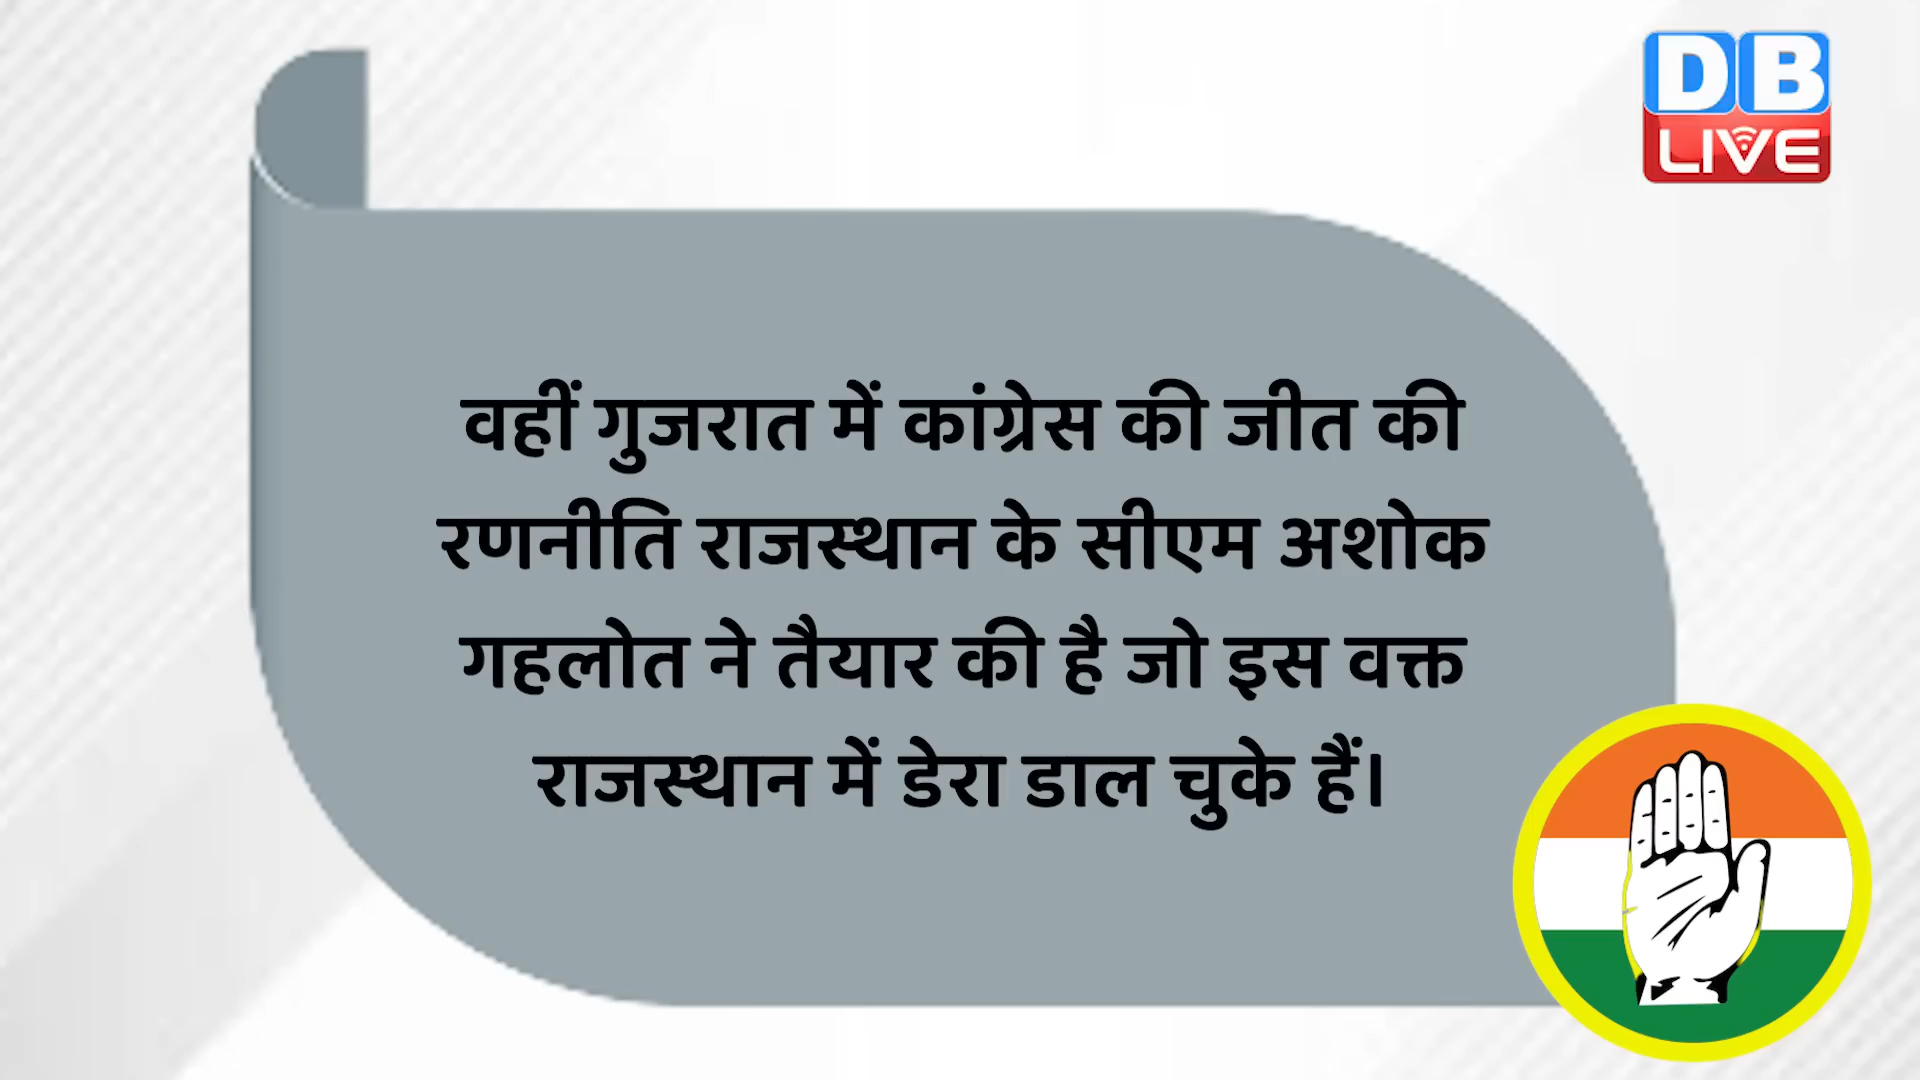 DB
LIVE
वहीं गुजरात में कांग्रेस की जीत की
रणनीति राजस्थान के सीएम अशोक
गहलोत ने तैयार की है जो इस वक्त
राजस्थान में डेरा डाल चुके हैं।